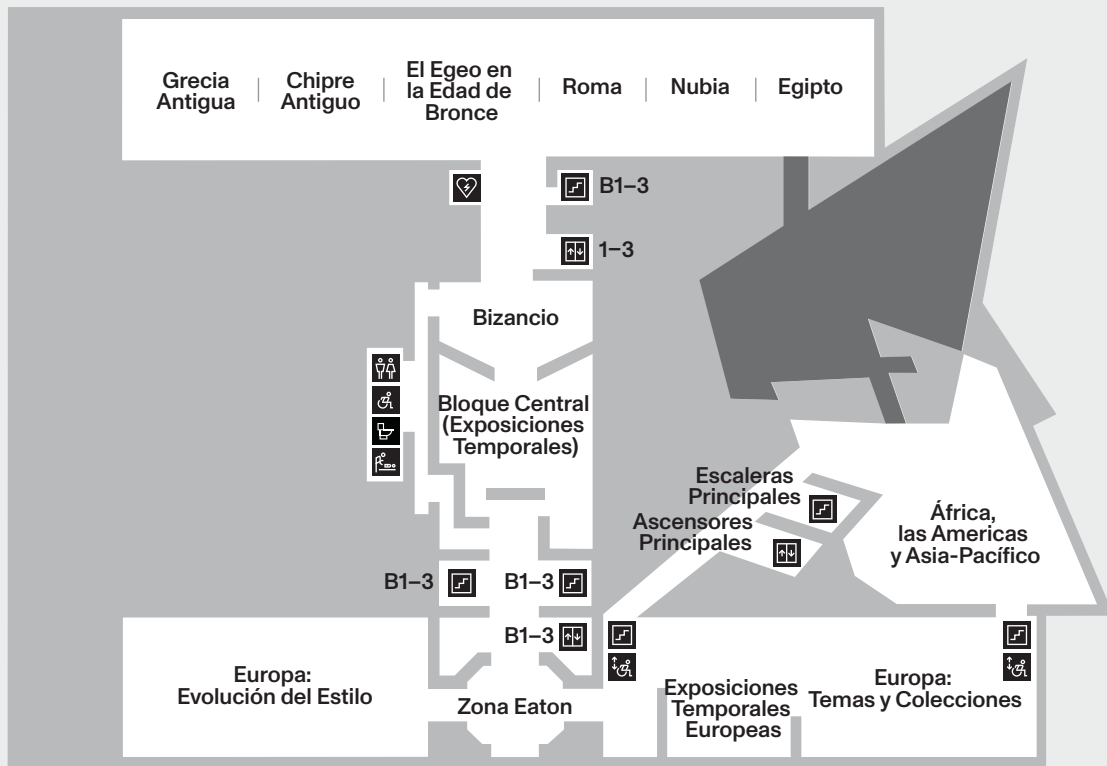 Grecia
Antigua
Chipre
Antiguo
El Egeo en
la Edad de
Bronce
Roma
Nubia
Egipto
B1–3
1–3
Bizancio
Bloque Central
(Exposiciones
Temporales)
Escaleras
Principales
Ascensores
Principales
África,
las Americas
y Asia-Pacífico
B1–3
B1–3
B1–3
Europa:
Evolución del Estilo
Zona Eaton
Exposiciones
Temporales
Europeas
Europa:
Temas y Colecciones